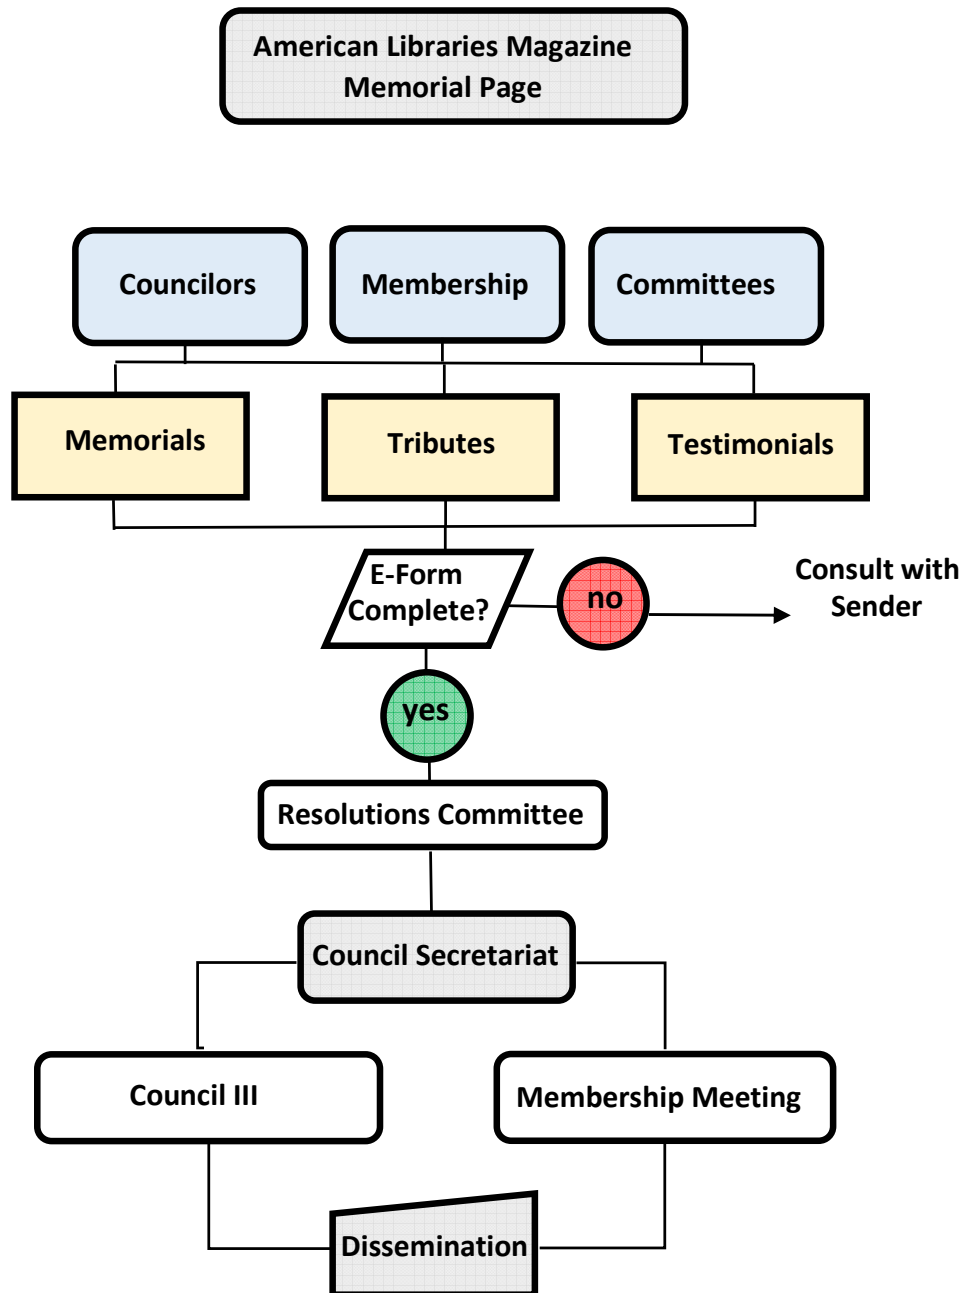 American Libraries Magazine
Memorial Page
Councilors
Membership
Committees
Memorials
Tributes
Testimonials
E-Form
Complete?
no
Consult with
Sender
yes
Resolutions Committee
Council Secretariat
Council III
Membership Meeting
Dissemination